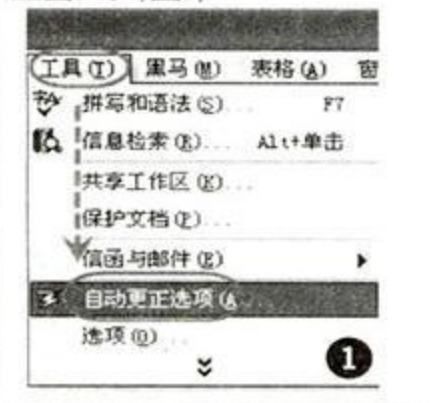 工具(T) 黑马(M) 表格(A) 窗
拼写和语法(S)... F7
信息检索(R)... Alt+单击
共享工作区(K)...
保护文档(P)...
信函与邮件(E)
自动更正选项(A
选项(O)...
1